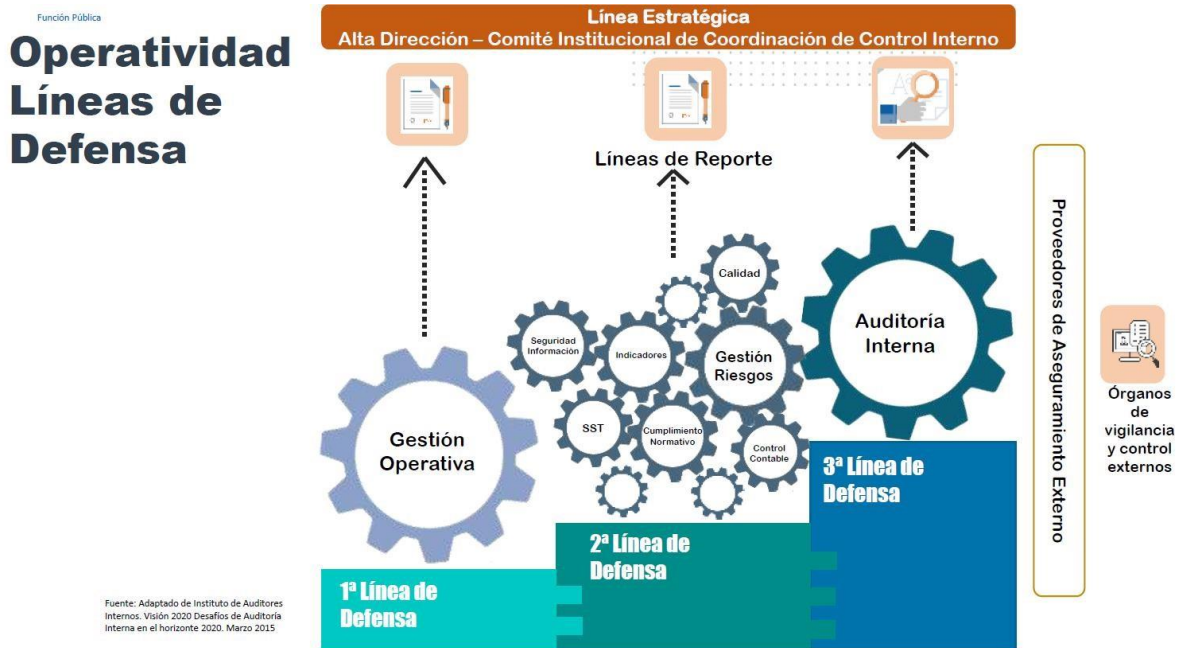 Función Pública
Operatividad
Líneas de
Defensa
Línea Estratégica
Alta Dirección – Comité Institucional de Coordinación de Control Interno
Líneas de Reporte
Calidad
Seguridad
Información
Indicadores
Gestión
Riesgos
SST
Cumplimiento
Normativo
Control
Contable
Gestión
Operativa
Auditoría
Interna
1ª Línea de
Defensa
2ª Línea de
Defensa
3ª Línea de
Defensa
Proveedores de Aseguramiento Externo
Órganos
de
vigilancia
y control
externos
Fuente: Adaptado de Instituto de Auditores
Internos. Visión 2020 Desafíos de Auditoría
Interna en el horizonte 2020. Marzo 2015